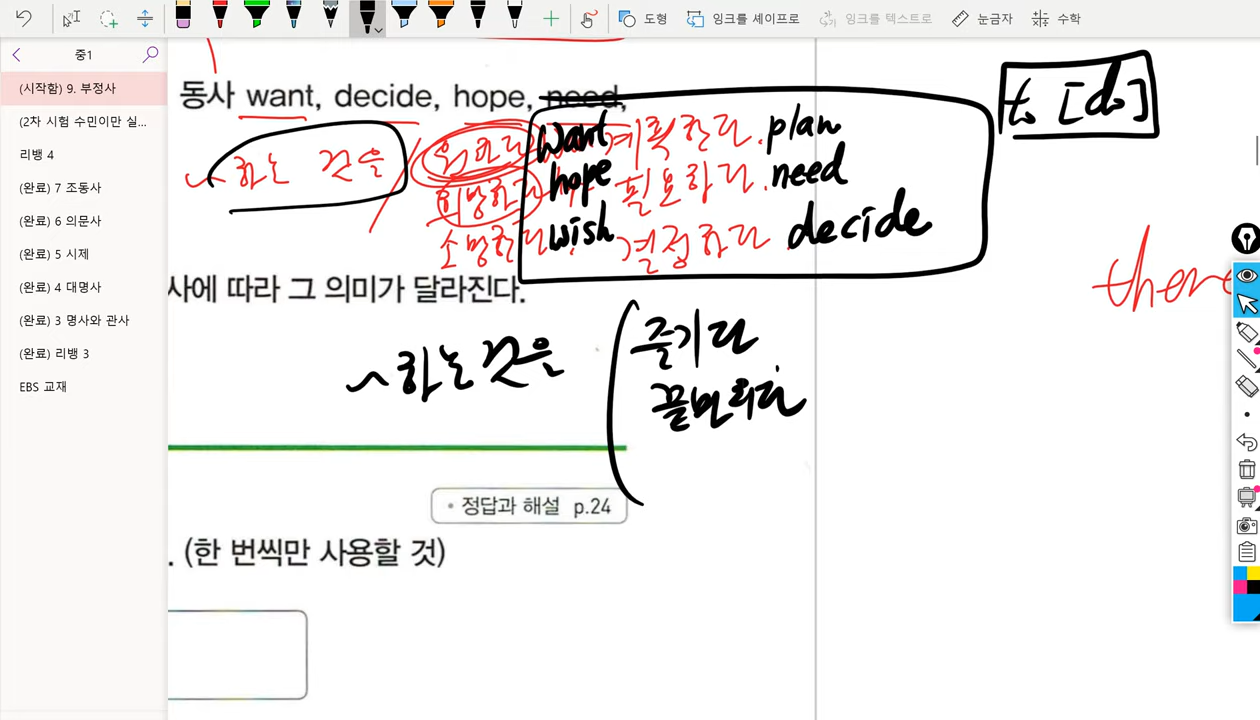 도형 잉크를 셰이프로 잉크를 텍스트로 눈금자 수학
중1
(시작함) 9. 부정사
(2차 시험 수민이만 실...
리뱅 4
(완료) 7 조동사
(완료) 6 의문사
(완료) 5 시제
(완료) 4 대명사
(완료) 3 명사와 관사
(완료) 리뱅 3
EBS 교재
동사 want, decide, hope, need,
~하는 것을 원한다 want 계획한다. plan
희망한다 hope 필요하다. need
소망한다 wish 결정하다. decide
to [do]
there
사에 따라 그 의미가 달라진다.
~하는것을 즐기다
끝
정답과 해설 p.24
. (한 번씩만 사용할 것)